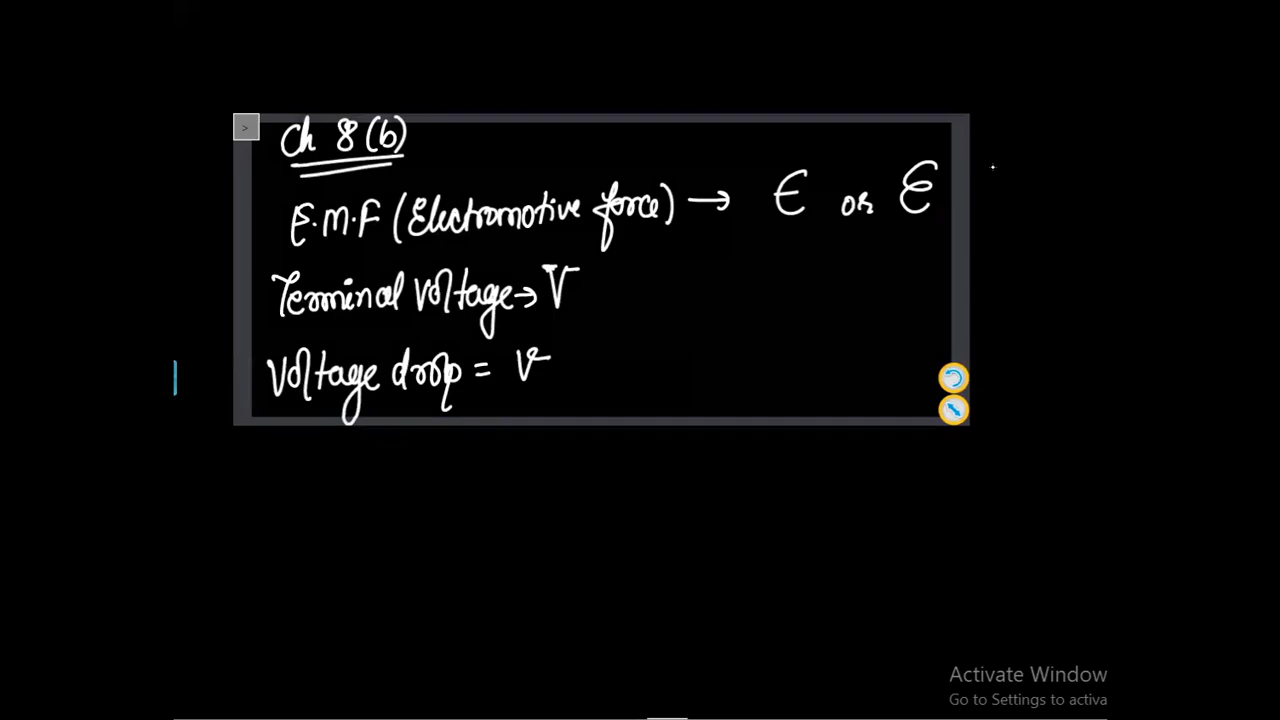 Ch 8 (b)
E.M.F (Electromotive force) → ϵ or ℰ
Terminal Voltage → V
Voltage drop = v
Activate Window
Go to Settings to activa